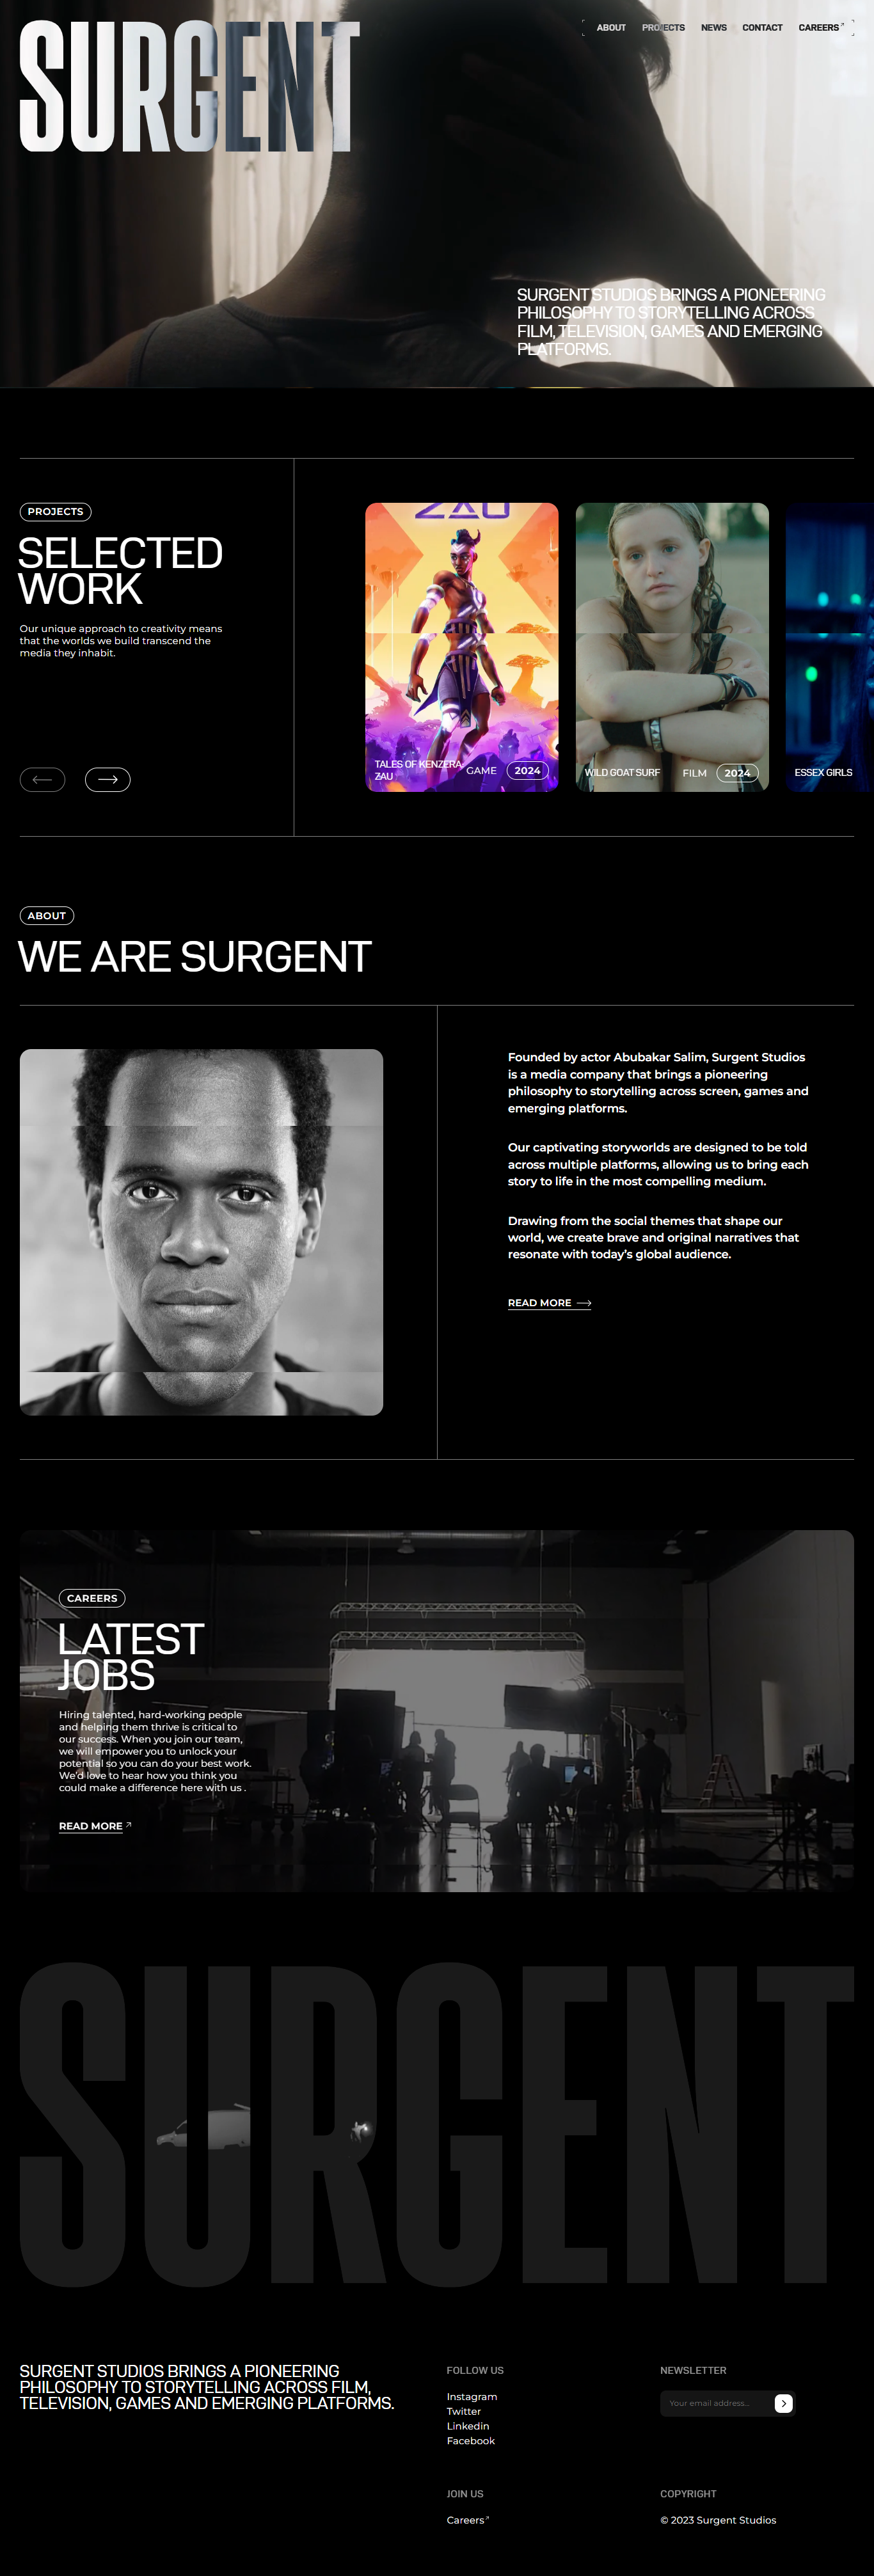 SURGENT
ABOUT PROJECTS NEWS CONTACT CAREERS
SURGENT STUDIOS BRINGS A PIONEERING
PHILOSOPHY TO STORYTELLING ACROSS
FILM, TELEVISION, GAMES AND EMERGING
PLATFORMS.
PROJECTS
SELECTED
WORK
Our unique approach to creativity means
that the worlds we build transcend the
media they inhabit.
ZAU
TALES OF KENZERA:
ZAU
GAME
2024
WILD GOAT SURF
FILM
2024
ESSEX GIRLS
ABOUT
WE ARE SURGENT
Founded by actor Abubakar Salim, Surgent Studios
is a media company that brings a pioneering
philosophy to storytelling across screen, games and
emerging platforms.
Our captivating storyworlds are designed to be told
across multiple platforms, allowing us to bring each
story to life in the most compelling medium.
Drawing from the social themes that shape our
world, we create brave and original narratives that
resonate with today’s global audience.
READ MORE
CAREERS
LATEST
JOBS
Hiring talented, hard-working people
and helping them thrive is critical to
our success. When you join our team,
we will empower you to unlock your
potential so you can do your best work.
We’d love to hear how you think you
could make a difference here with us .
READ MORE
SURGENT
SURGENT STUDIOS BRINGS A PIONEERING
PHILOSOPHY TO STORYTELLING ACROSS FILM,
TELEVISION, GAMES AND EMERGING PLATFORMS.
FOLLOW US
Instagram
Twitter
Linkedin
Facebook
NEWSLETTER
Your email address...
JOIN US
Careers
COPYRIGHT
© 2023 Surgent Studios